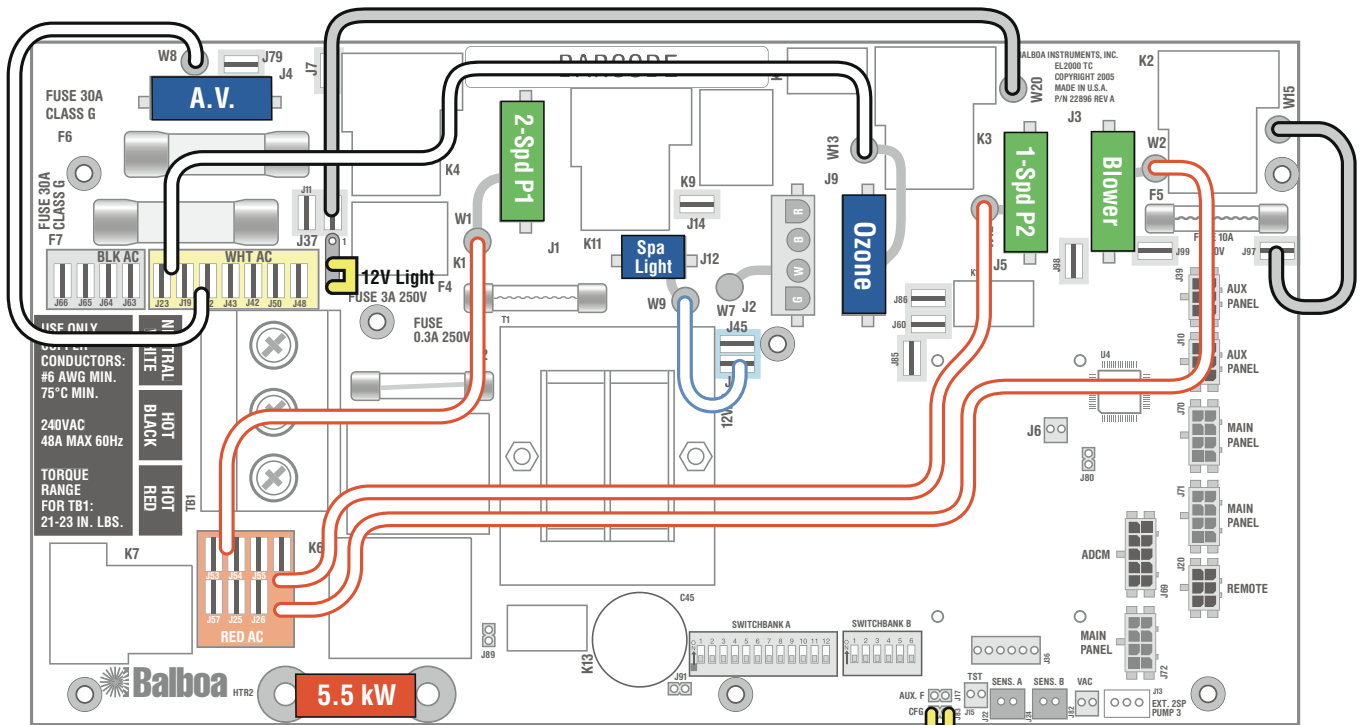 W8
J79
J4
J7
BARCODE
BALBOA INSTRUMENTS, INC.
EL2000 TC
COPYRIGHT 2005
MADE IN U.S.A.
P/N 22896 REV A
W20
K2
W15
FUSE 30A
CLASS G
A.V.
F6
2-Spd P1
K4
W13
K3
J3
1-Spd P2
Blower
W2
FUSE 30A
CLASS G
F7
J11
J37
1
K9
J14
J9
W1
K1
J1
K11
Spa
Light
J12
R
B
W
G
Ozone
J5
J98
F5
J99
J97
BLK AC
WHT AC
12V Light
J66
J65
J64
J63
J23
J19
J43
J42
J50
J48
FUSE 3A 250V
F4
T1
W9
W7
J2
J45
J86
J60
J85
J39
AUX
PANEL
FUSE
0.3A 250V
J10
AUX
PANEL
U4
USE ONLY
COPPER
CONDUCTORS:
#6 AWG MIN.
75°C MIN.
240VAC
48A MAX 60Hz
TORQUE
RANGE
FOR TB1:
21-23 IN. LBS.
HOT
BLACK
HOT
RED
TB1
J6
J80
J70
MAIN
PANEL
J71
MAIN
PANEL
ADCM
J69
J20
REMOTE
MAIN
PANEL
J72
K7
K6
J53
J54
J55
J57
J25
J26
RED AC
J89
K13
C45
SWITCHBANK A
1 2 3 4 5 6 7 8 9 10 11 12
SWITCHBANK B
1 2 3 4 5 6
J36
J91
Balboa
HTR2
5.5 kW
AUX. F
CFG
J17
J83
TST
J15
SENS. A
J22
SENS. B
J24
VAC
J82
J13
EXT. 2SP
PUMP 3